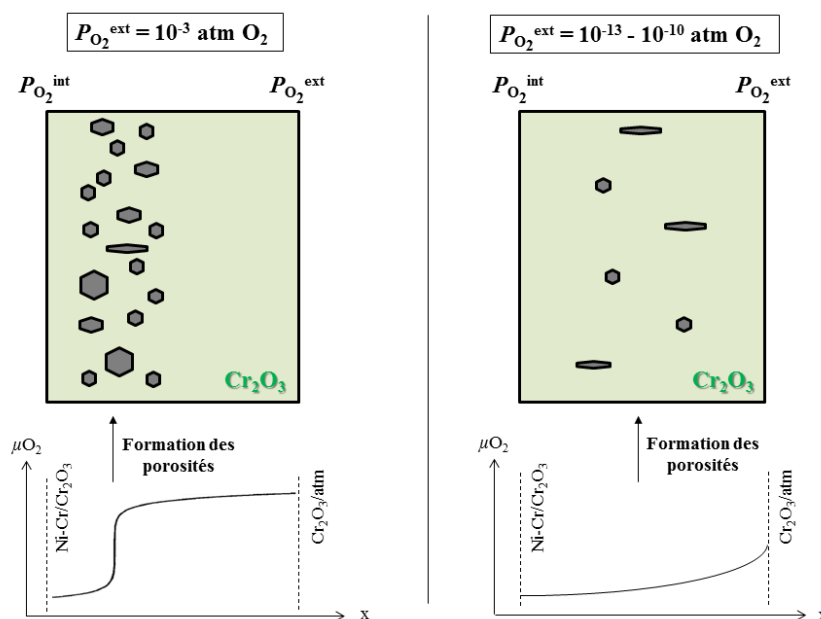 P_O₂^ext = 10⁻³ atm O₂
P_O₂^int
P_O₂^ext
Cr₂O₃
Formation des
porosités
μO₂
Ni-Cr/Cr₂O₃
Cr₂O₃/atm
x
P_O₂^ext = 10⁻¹³ - 10⁻¹⁰ atm O₂
P_O₂^int
P_O₂^ext
Cr₂O₃
Formation des
porosités
μO₂
Ni-Cr/Cr₂O₃
Cr₂O₃/atm